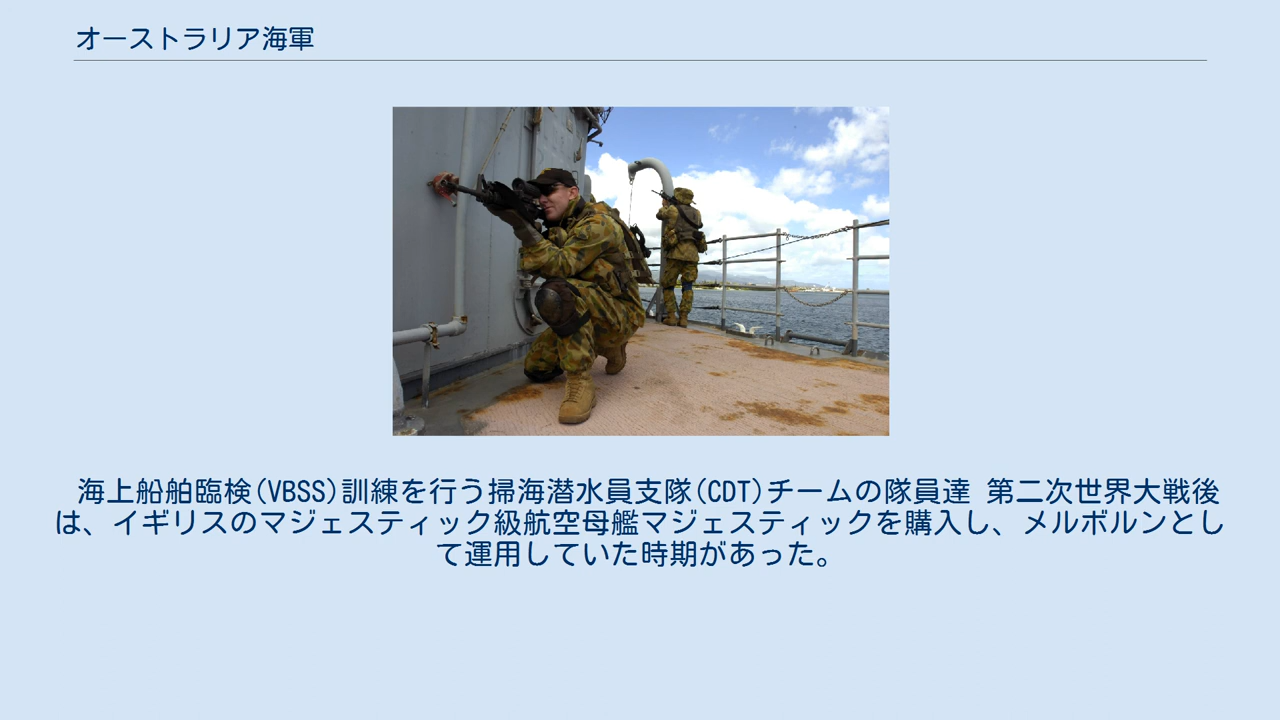 オーストラリア海軍
海上船舶臨検(VBSS)訓練を行う掃海潜水員支隊(CDT)チームの隊員達 第二次世界大戦後
は、イギリスのマジェスティック級航空母艦マジェスティックを購入し、メルボルンとし
て運用していた時期があった。